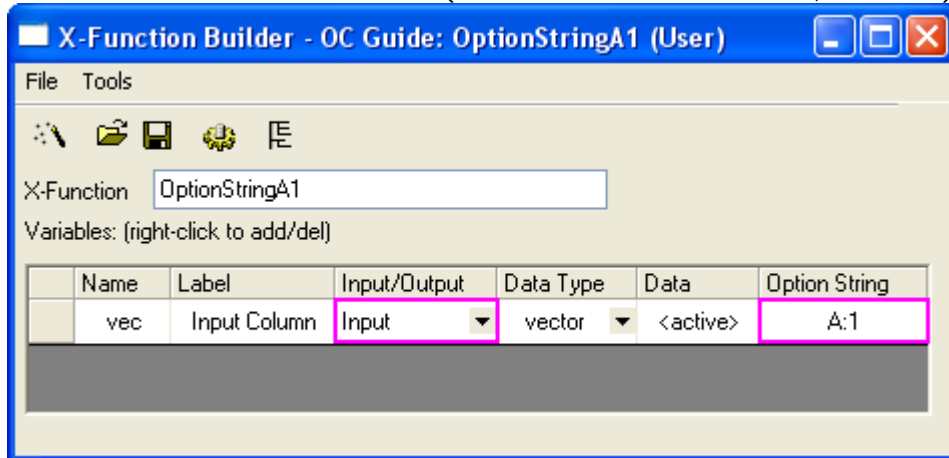 X-Function Builder - OC Guide: OptionStringA1 (User)
File Tools
X-Function OptionStringA1
Variables: (right-click to add/del)
Name Label Input/Output Data Type Data Option String
vec Input Column Input vector <active> A:1